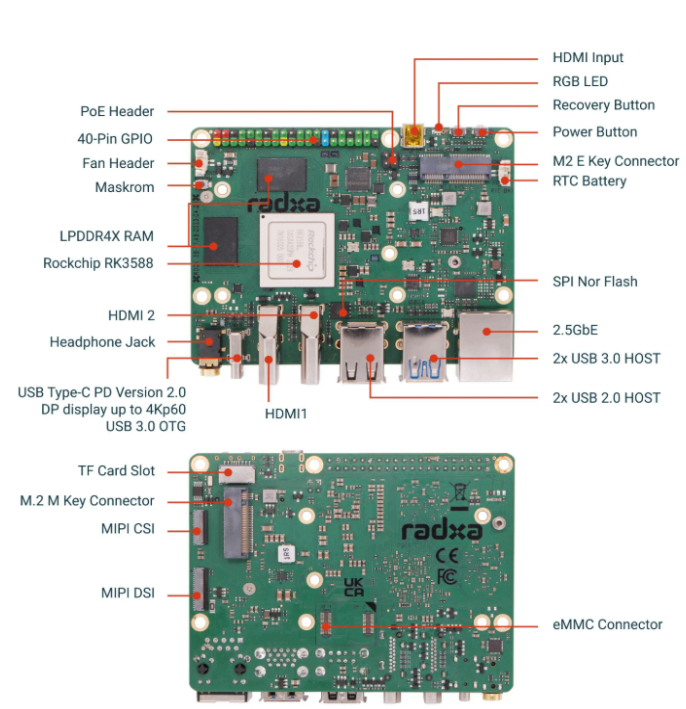 HDMI Input
RGB LED
Recovery Button
Power Button
M2 E Key Connector
RTC Battery
PoE Header
40-Pin GPIO
Fan Header
Maskrom
LPDDR4X RAM
Rockchip RK3588
radxa
Rockchip
1R5
SPI Nor Flash
2.5GbE
2x USB 3.0 HOST
2x USB 2.0 HOST
HDMI 2
Headphone Jack
USB Type-C PD Version 2.0
DP display up to 4Kp60
USB 3.0 OTG
HDMI1
TF Card Slot
M.2 M Key Connector
MIPI CSI
MIPI DSI
radxa
CE
FC
1R5
UK
CA
eMMC Connector